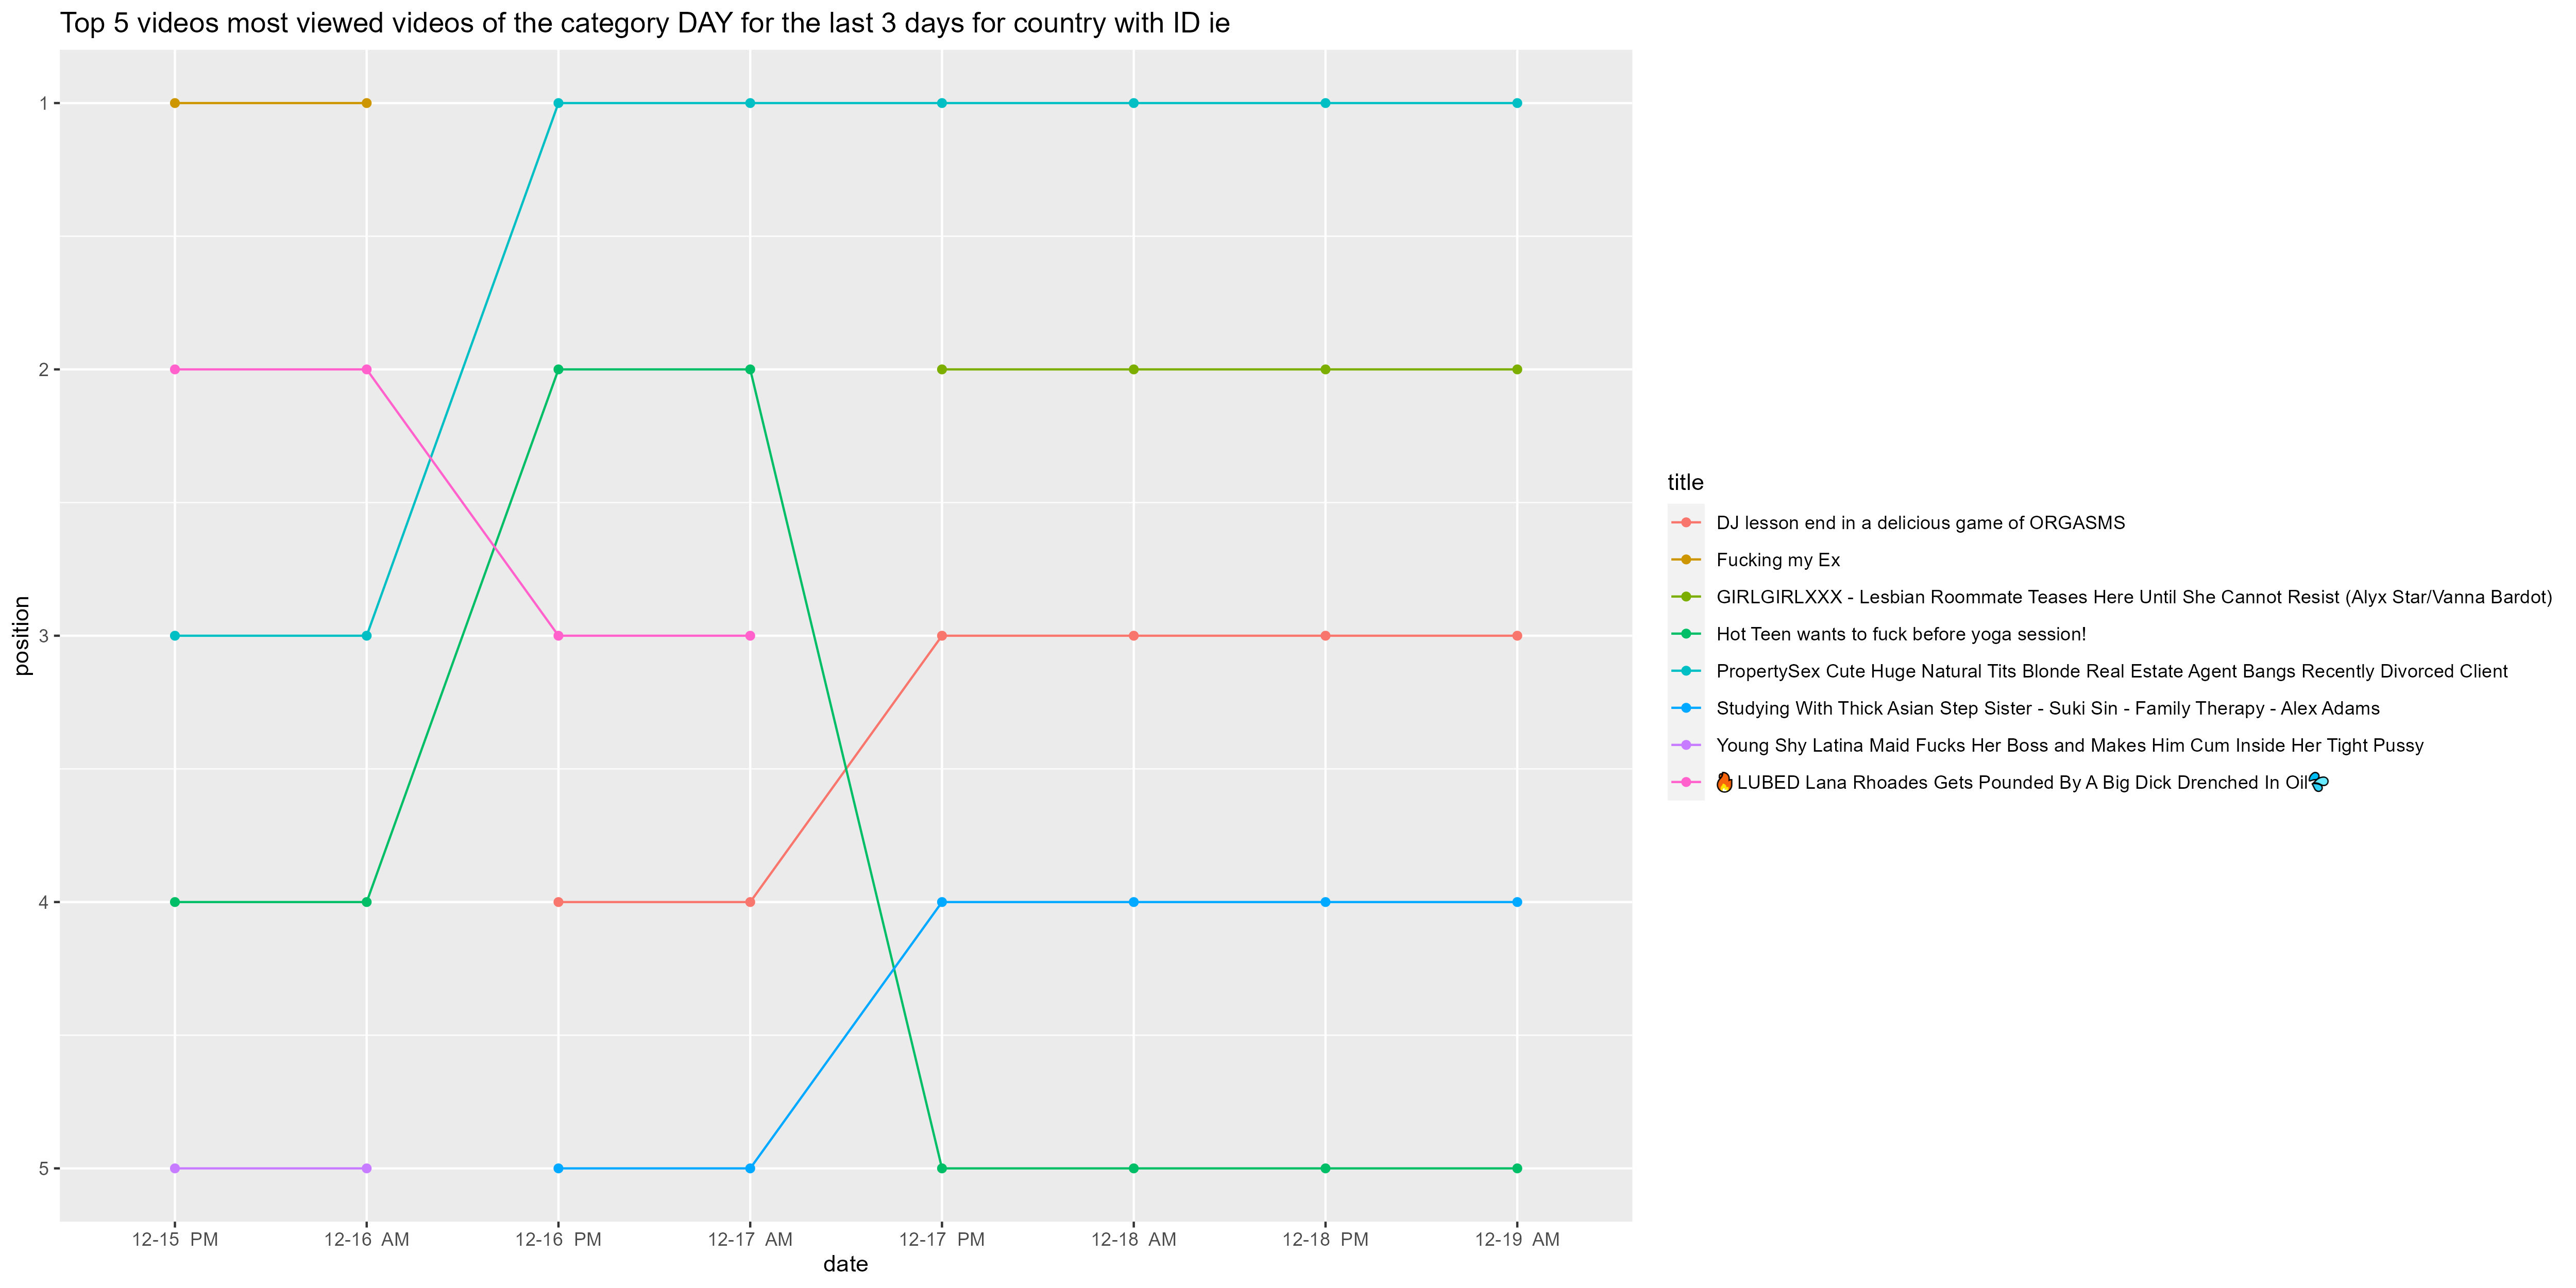 Top 5 videos most viewed videos of the category DAY for the last 3 days for country with ID ie
position
1
2
3
4
5
12-15 PM
12-16 AM
12-16 PM
12-17 AM
12-17 PM
12-18 AM
12-18 PM
12-19 AM
date
title
DJ lesson end in a delicious game of ORGASMS
Fucking my Ex
GIRLGIRLXXX - Lesbian Roommate Teases Here Until She Cannot Resist (Alyx Star/Vanna Bardot)
Hot Teen wants to fuck before yoga session!
PropertySex Cute Huge Natural Tits Blonde Real Estate Agent Bangs Recently Divorced Client
Studying With Thick Asian Step Sister - Suki Sin - Family Therapy - Alex Adams
Young Shy Latina Maid Fucks Her Boss and Makes Him Cum Inside Her Tight Pussy
🔥LUBED Lana Rhoades Gets Pounded By A Big Dick Drenched In Oil💦